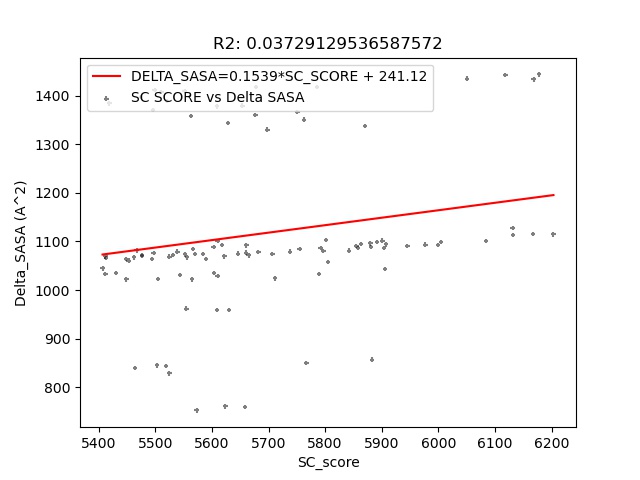 R2: 0.03729129536587572
DELTA_SASA=0.1539*SC_SCORE + 241.12
SC SCORE vs Delta SASA
Delta_SASA (A^2)
1400
1300
1200
1100
1000
900
800
5400 5500 5600 5700 5800 5900 6000 6100 6200
SC_score